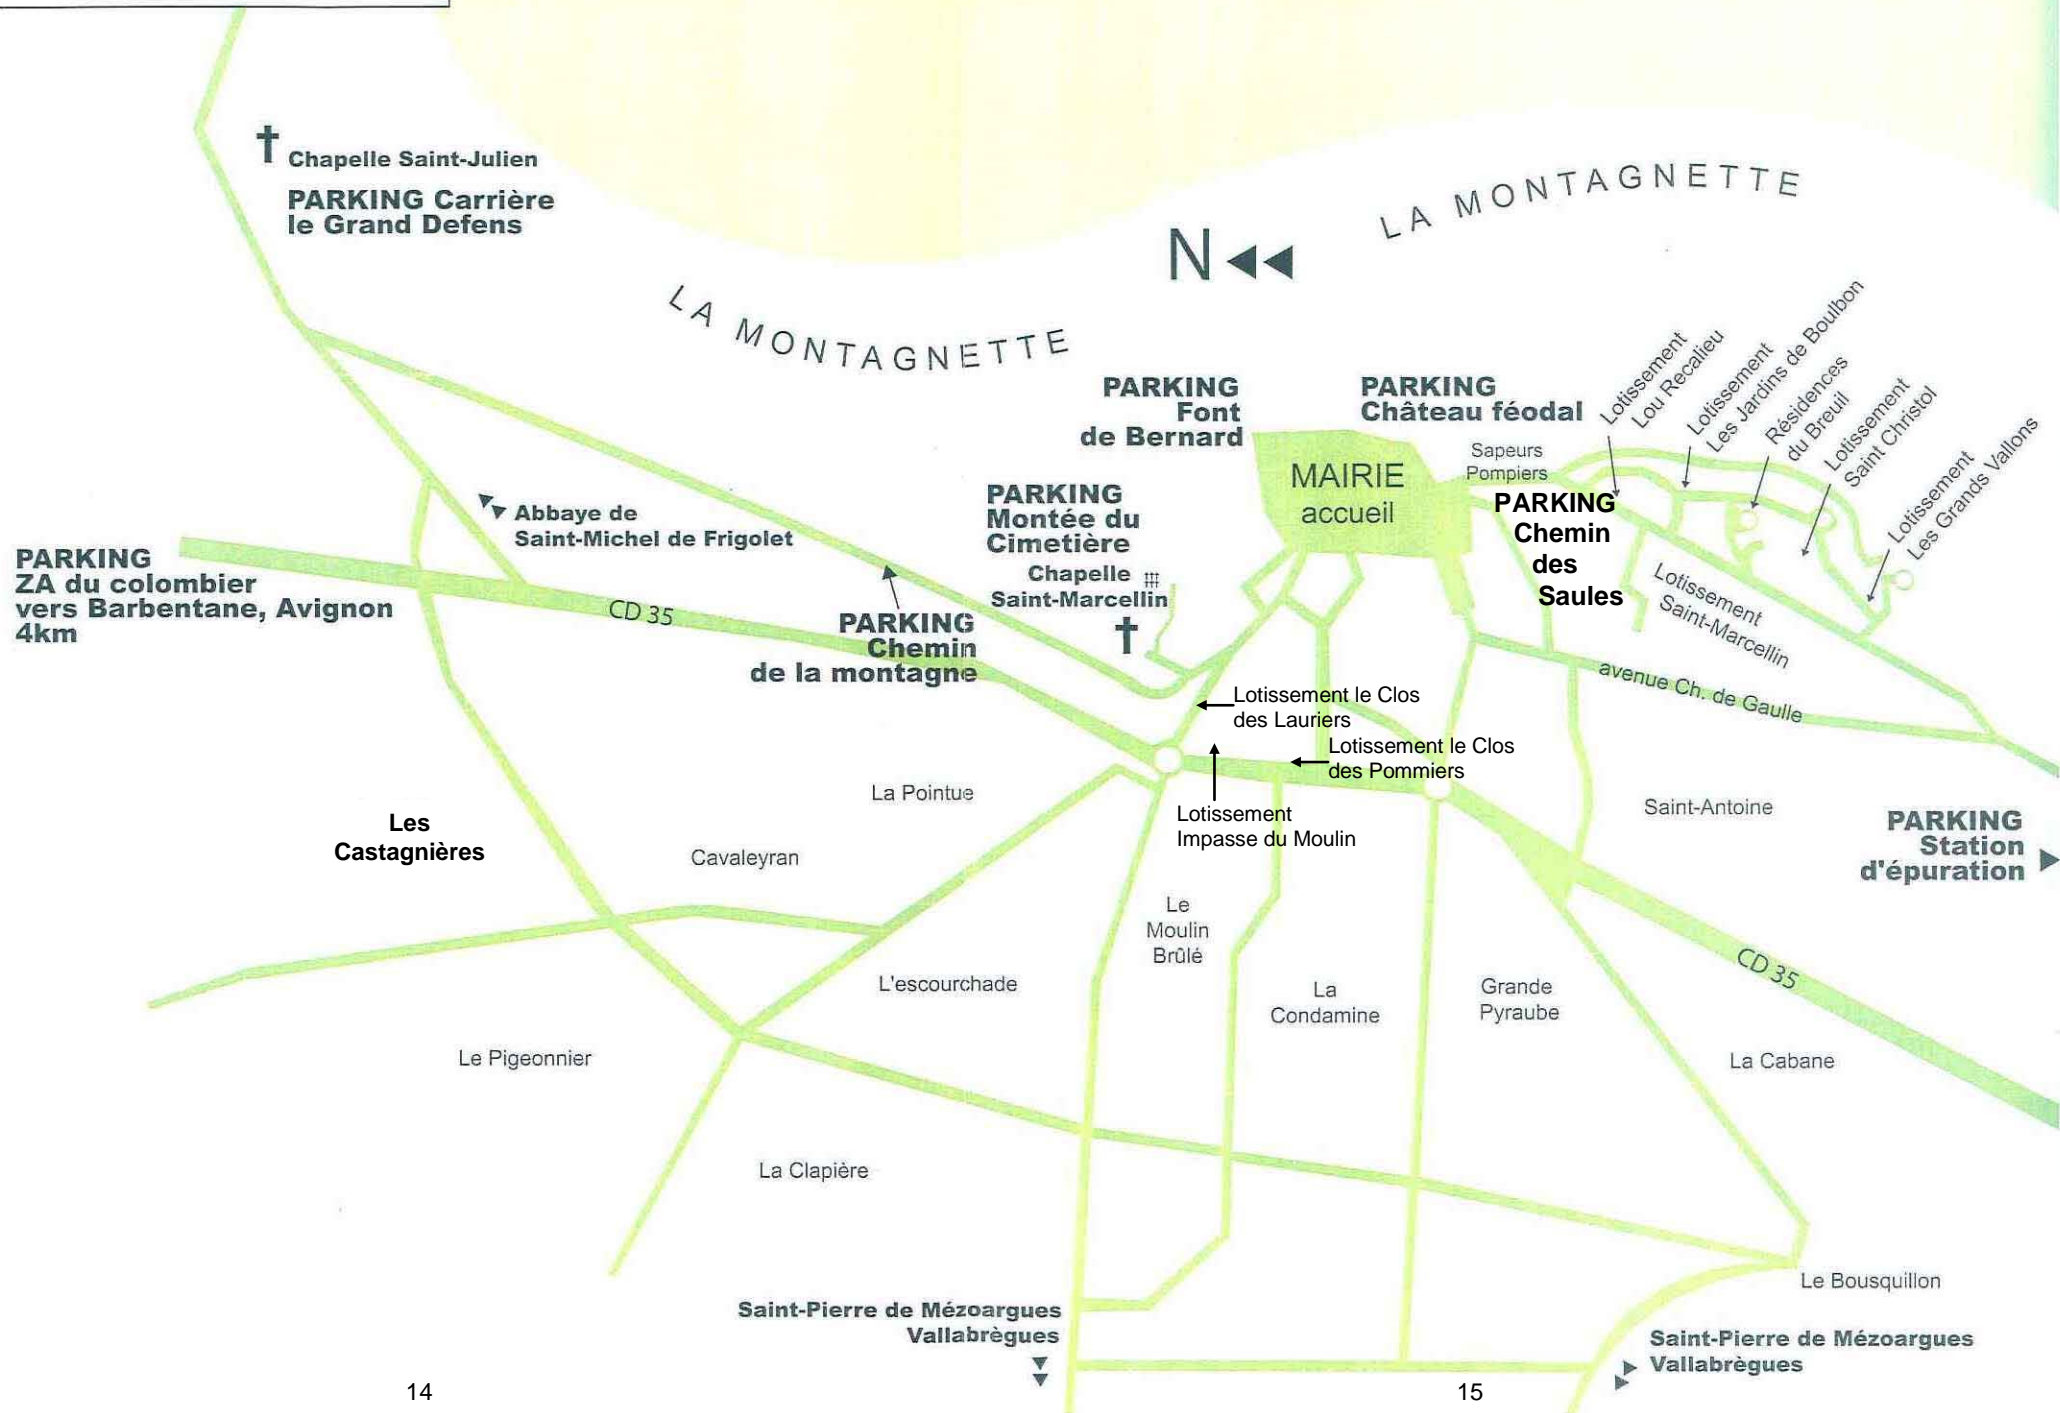 Chapelle Saint-Julien
PARKING Carrière
le Grand Defens
LA MONTAGNETTE
N
LA MONTAGNETTE
PARKING
Font
de Bernard
PARKING
Château féodal
Lotissement
Lou Recalieu
Lotissement
Les Jardins de Boulbon
Résidences
du Breuil
Lotissement
Saint Christol
Lotissement
Les Grands Vallons
Sapeurs
Pompiers
MAIRIE
accueil
PARKING
Chemin
des
Saules
PARKING
Montée du
Cimetière
Chapelle
Saint-Marcellin
Abbaye de
Saint-Michel de Frigolet
PARKING
ZA du colombier
vers Barbentane, Avignon
4km
CD 35
PARKING
Chemin
de la montagne
Lotissement
Saint-Marcellin
avenue Ch. de Gaulle
Lotissement le Clos
des Lauriers
Lotissement le Clos
des Pommiers
Lotissement
Impasse du Moulin
La Pointue
Les
Castagnières
Cavaleyran
Saint-Antoine
PARKING
Station
d'épuration
Le
Moulin
Brûlé
L'escourchade
La
Condamine
Grande
Pyraube
CD 35
Le Pigeonnier
La Cabane
La Clapière
Le Bousquillon
Saint-Pierre de Mézoargues
Vallabrègues
Saint-Pierre de Mézoargues
Vallabrègues
14
15